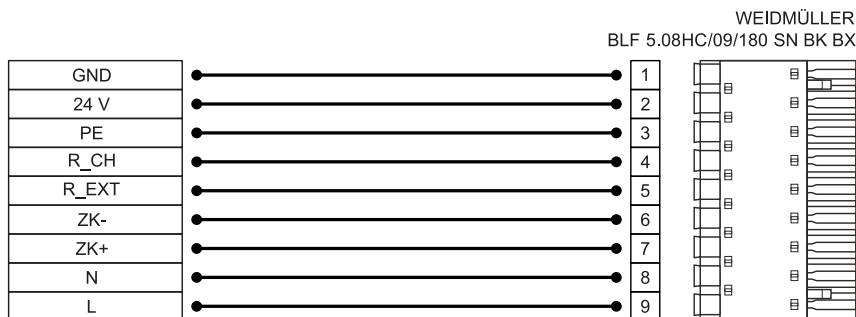 WEIDMÜLLER
BLF 5.08HC/09/180 SN BK BX
GND 1
24 V 2
PE 3
R_CH 4
R_EXT 5
ZK- 6
ZK+ 7
N 8
L 9